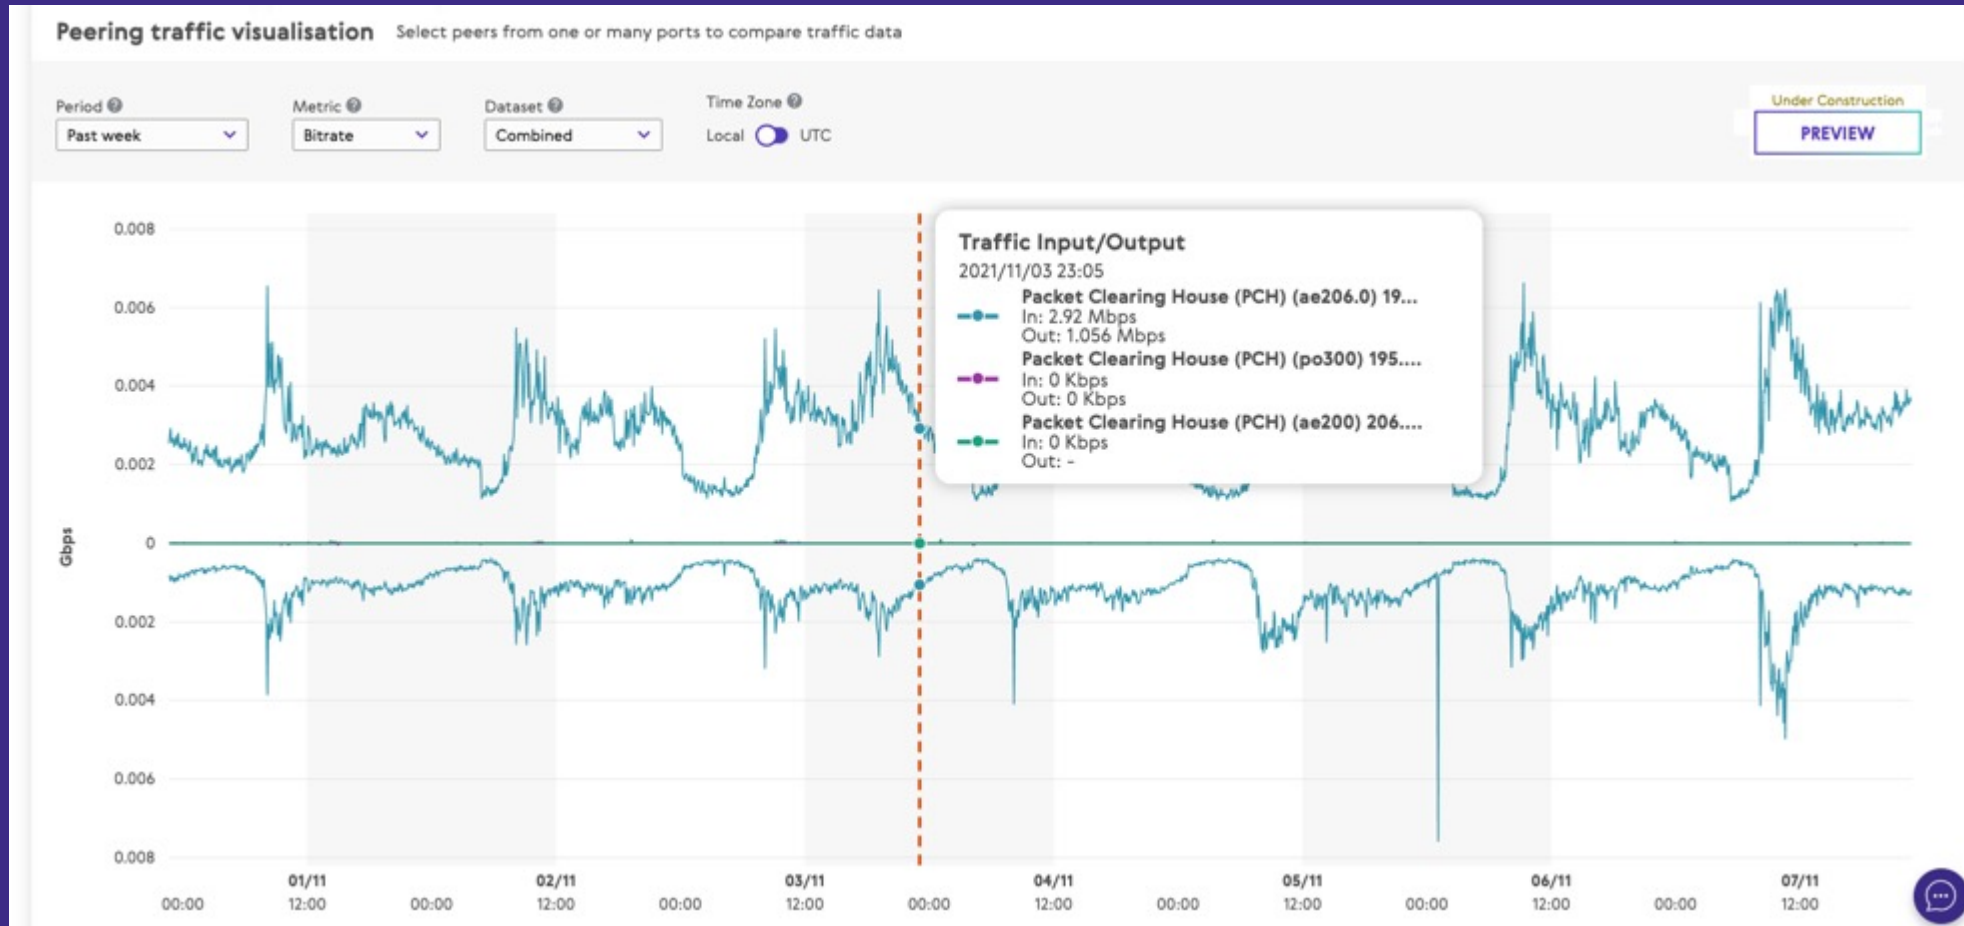 Peering traffic visualisation Select peers from one or many ports to compare traffic data
Period Metric Dataset Time Zone
Past week Bitrate Combined Local UTC
Under Construction
PREVIEW
Traffic Input/Output
2021/11/03 23:05
Packet Clearing House (PCH) (ae206.0) 19...
In: 2.92 Mbps
Out: 1.056 Mbps
Packet Clearing House (PCH) (po300) 195....
In: 0 Kbps
Out: 0 Kbps
Packet Clearing House (PCH) (ae200) 206....
In: 0 Kbps
Out: -
Gbps
0.008
0.006
0.004
0.002
0
0.002
0.004
0.006
0.008
01/11 02/11 03/11 04/11 05/11 06/11 07/11
00:00 12:00 00:00 12:00 00:00 12:00 00:00 12:00 00:00 12:00 00:00 12:00 00:00 12:00